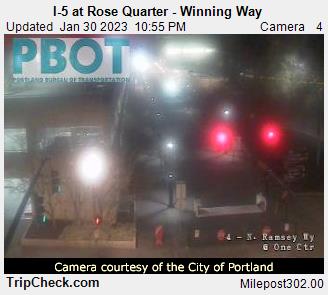 I-5 at Rose Quarter - Winning Way
Updated Jan 30 2023 10:55 PM Camera 4
PBOT
PORTLAND BUREAU OF TRANSPORTATION
4 - N. Ramsey Wy
@ One Ctr
Camera courtesy of the City of Portland
TripCheck.com Milepost302.00